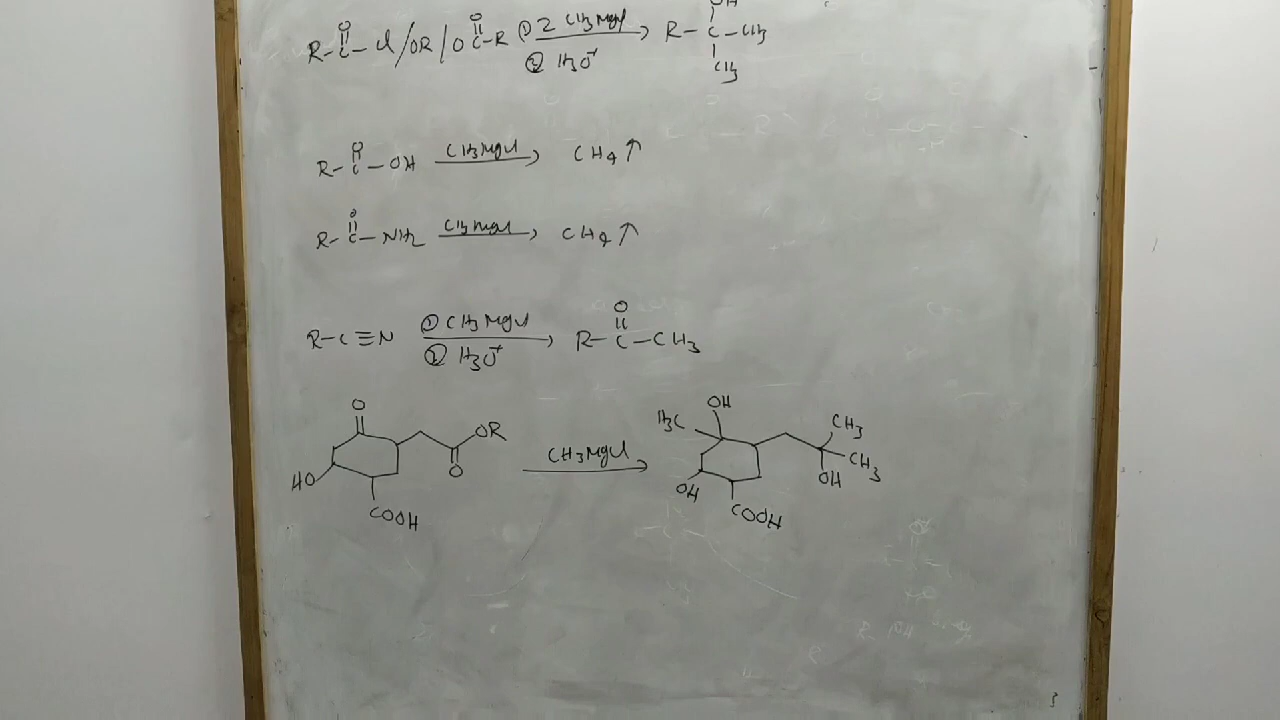 R-C(=O)-Cl/OR/O-C(=O)-R ① 2 CH3MgCl ② H3O+ → R-C(OH)(CH3)-CH3
R-C(=O)-OH CH3MgCl → CH4↑
R-C(=O)-NH2 CH3MgCl → CH4↑
R-C≡N ① CH3MgCl ② H3O+ → R-C(=O)-CH3
O OR O HO COOH CH3MgCl → H3C OH CH3 CH3 OH OH COOH